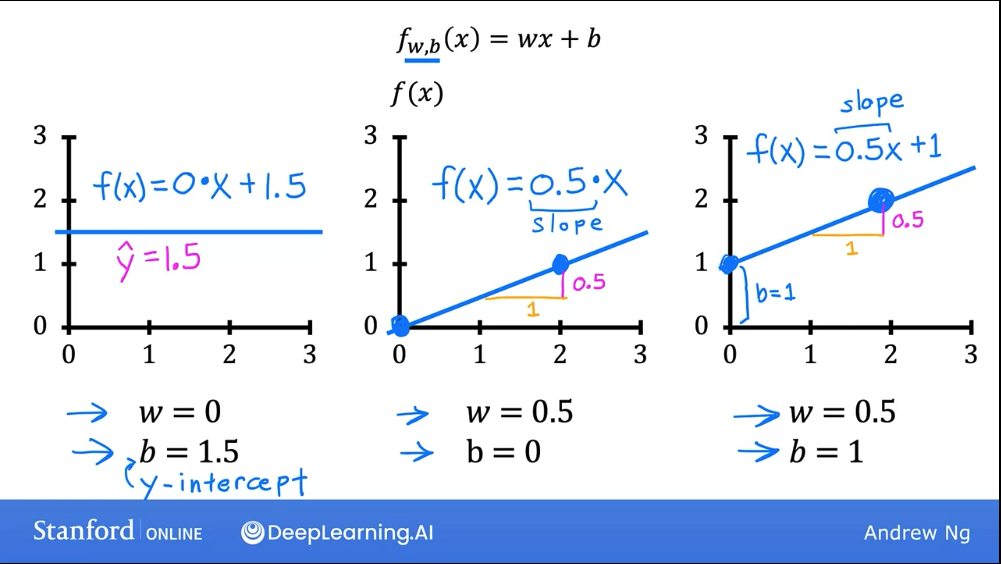 f_{w,b}(x) = wx + b
f(x)
3
2
1
0
0 1 2 3
f(x)=0•X+1.5
ŷ=1.5
→ w = 0
→ b = 1.5
y-intercept
3
2
1
0
0 1 2 3
f(x)=0.5•X
slope
0.5
1
→ w = 0.5
→ b = 0
slope
f(x)=0.5x+1
3
2
1
0
0 1 2 3
0.5
1
b=1
→ w = 0.5
→ b = 1
Stanford ONLINE DeepLearning.AI Andrew Ng